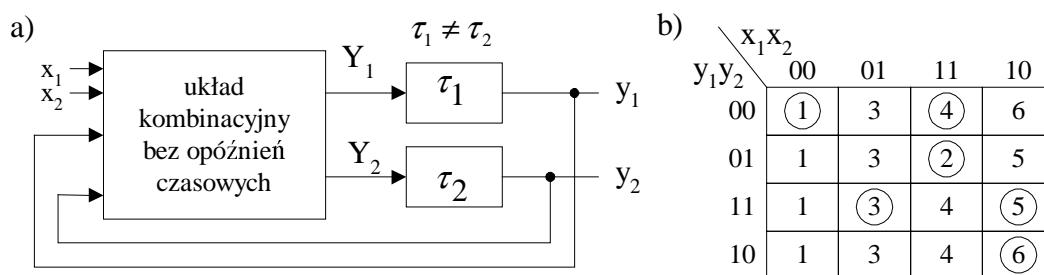 a)
τ₁ ≠ τ₂
x₁
x₂
układ
kombinacyjny
bez opóźnień
czasowych
Y₁
τ₁
y₁
Y₂
τ₂
y₂
b)
x₁x₂
y₁y₂
00 01 11 10
00 1 3 4 6
01 1 3 2 5
11 1 3 4 5
10 1 3 4 6